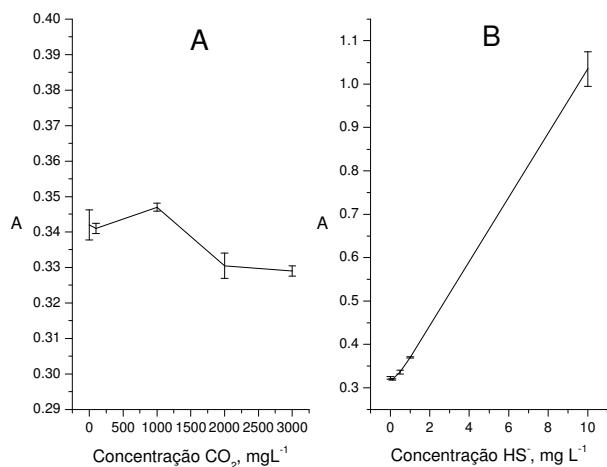 A
0.40
0.39
0.38
0.37
0.36
0.35
0.34
0.33
0.32
0.31
0.30
0.29
A
0 500 1000 1500 2000 2500 3000
Concentração CO₂, mgL⁻¹
B
1.1
1.0
0.9
0.8
0.7
0.6
0.5
0.4
0.3
A
0 2 4 6 8 10
Concentração HS⁻, mg L⁻¹